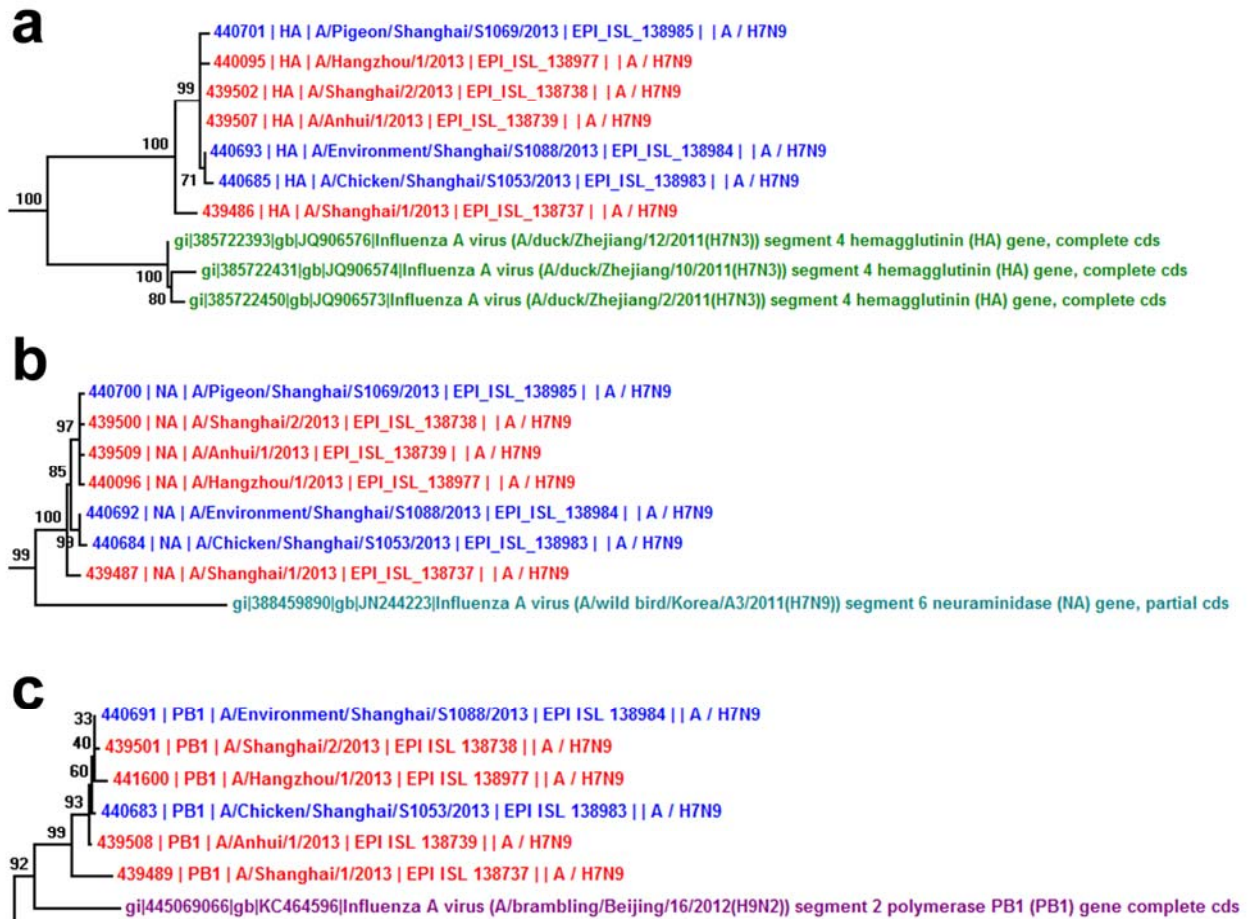 a
440701 | HA | A/Pigeon/Shanghai/S1069/2013 | EPI_ISL_138985 | | A / H7N9
440095 | HA | A/Hangzhou/1/2013 | EPI_ISL_138977 | | A / H7N9
99
439502 | HA | A/Shanghai/2/2013 | EPI_ISL_138738 | | A / H7N9
439507 | HA | A/Anhui/1/2013 | EPI_ISL_138739 | | A / H7N9
100
440693 | HA | A/Environment/Shanghai/S1088/2013 | EPI_ISL_138984 | | A / H7N9
71
440685 | HA | A/Chicken/Shanghai/S1053/2013 | EPI_ISL_138983 | | A / H7N9
100
439486 | HA | A/Shanghai/1/2013 | EPI_ISL_138737 | | A / H7N9
gi|385722393|gb|JQ906576|Influenza A virus (A/duck/Zhejiang/12/2011(H7N3)) segment 4 hemagglutinin (HA) gene, complete cds
100
gi|385722431|gb|JQ906574|Influenza A virus (A/duck/Zhejiang/10/2011(H7N3)) segment 4 hemagglutinin (HA) gene, complete cds
80
gi|385722450|gb|JQ906573|Influenza A virus (A/duck/Zhejiang/2/2011(H7N3)) segment 4 hemagglutinin (HA) gene, complete cds
b
440700 | NA | A/Pigeon/Shanghai/S1069/2013 | EPI_ISL_138985 | | A / H7N9
97
439500 | NA | A/Shanghai/2/2013 | EPI_ISL_138738 | | A / H7N9
439509 | NA | A/Anhui/1/2013 | EPI_ISL_138739 | | A / H7N9
85
440096 | NA | A/Hangzhou/1/2013 | EPI_ISL_138977 | | A / H7N9
100
440692 | NA | A/Environment/Shanghai/S1088/2013 | EPI_ISL_138984 | | A / H7N9
99
440684 | NA | A/Chicken/Shanghai/S1053/2013 | EPI_ISL_138983 | | A / H7N9
99
439487 | NA | A/Shanghai/1/2013 | EPI_ISL_138737 | | A / H7N9
gi|388459890|gb|JN244223|Influenza A virus (A/wild bird/Korea/A3/2011(H7N9)) segment 6 neuraminidase (NA) gene, partial cds
c
33
440691 | PB1 | A/Environment/Shanghai/S1088/2013 | EPI ISL 138984 | | A / H7N9
40
439501 | PB1 | A/Shanghai/2/2013 | EPI ISL 138738 | | A / H7N9
60
441600 | PB1 | A/Hangzhou/1/2013 | EPI ISL 138977 | | A / H7N9
93
440683 | PB1 | A/Chicken/Shanghai/S1053/2013 | EPI ISL 138983 | | A / H7N9
99
439508 | PB1 | A/Anhui/1/2013 | EPI ISL 138739 | | A / H7N9
92
439489 | PB1 | A/Shanghai/1/2013 | EPI ISL 138737 | | A / H7N9
gi|445069066|gb|KC464596|Influenza A virus (A/brambling/Beijing/16/2012(H9N2)) segment 2 polymerase PB1 (PB1) gene complete cds